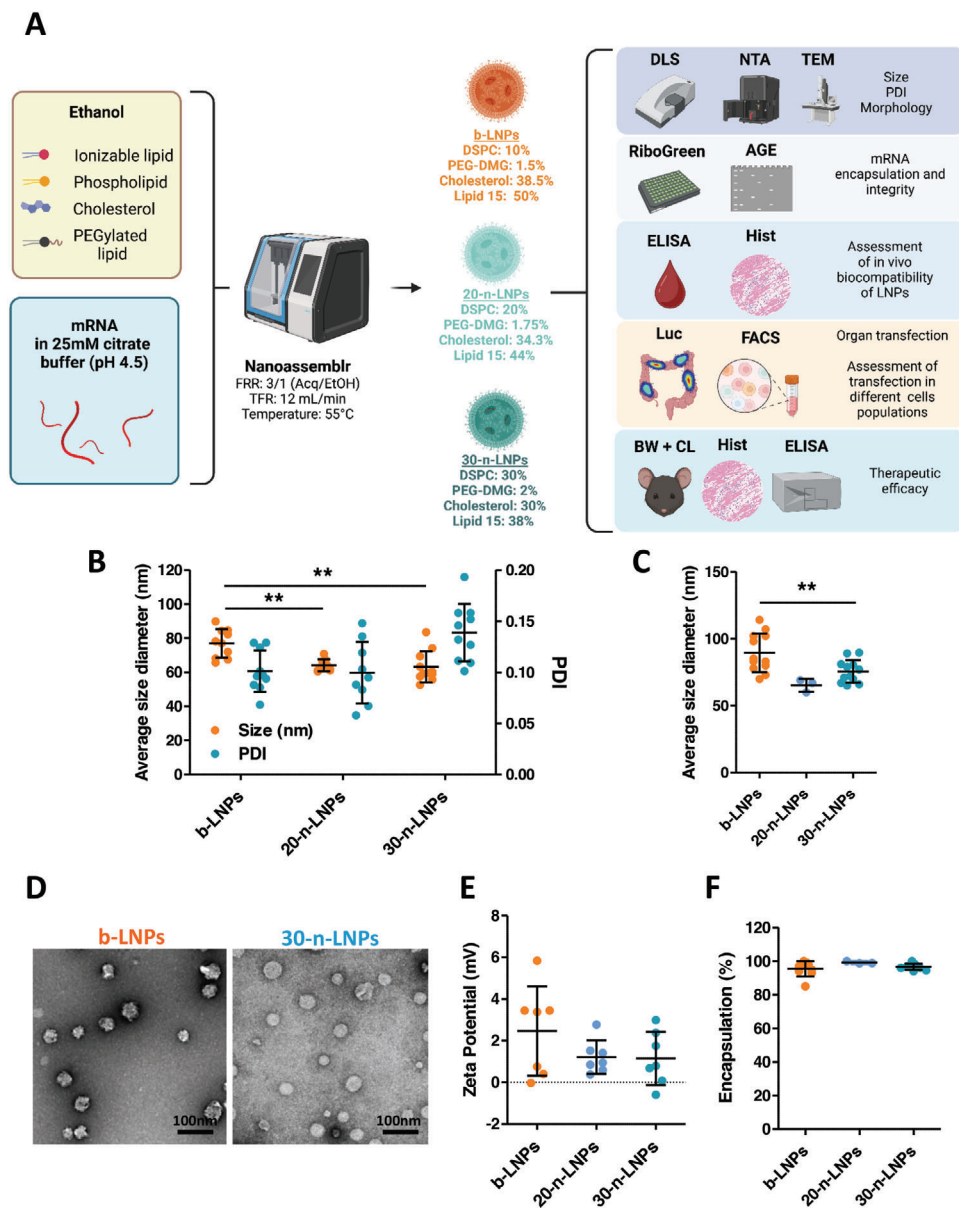 A
Ethanol
Ionizable lipid
Phospholipid
Cholesterol
PEGylated
lipid
mRNA
in 25mM citrate
buffer (pH 4.5)
Nanoassemblr
FRR: 3/1 (Acq/EtOH)
TFR: 12 mL/min
Temperature: 55°C
b-LNPs
DSPC: 10%
PEG-DMG: 1.5%
Cholesterol: 38.5%
Lipid 15: 50%
20-n-LNPs
DSPC: 20%
PEG-DMG: 1.75%
Cholesterol: 34.3%
Lipid 15: 44%
30-n-LNPs
DSPC: 30%
PEG-DMG: 2%
Cholesterol: 30%
Lipid 15: 38%
DLS NTA TEM
Size
PDI
Morphology
RiboGreen AGE
mRNA
encapsulation and
integrity
ELISA Hist
Assessment
of in vivo
biocompatibility
of LNPs
Luc FACS
Organ transfection
Assessment of
transfection in
different cells
populations
BW + CL Hist ELISA
Therapeutic
efficacy
B
Average size diameter (nm)
120
100
80
60
40
20
0
**
**
Size (nm)
PDI
0.20
0.15
0.10
0.05
0.00
PDI
b-LNPs
20-n-LNPs
30-n-LNPs
C
Average size diameter (nm)
150
100
50
0
**
b-LNPs
20-n-LNPs
30-n-LNPs
D
b-LNPs
100nm
30-n-LNPs
100nm
E
Zeta Potential (mV)
8
6
4
2
0
-2
b-LNPs
20-n-LNPs
30-n-LNPs
F
Encapsulation (%)
120
100
80
60
40
20
0
b-LNPs
20-n-LNPs
30-n-LNPs